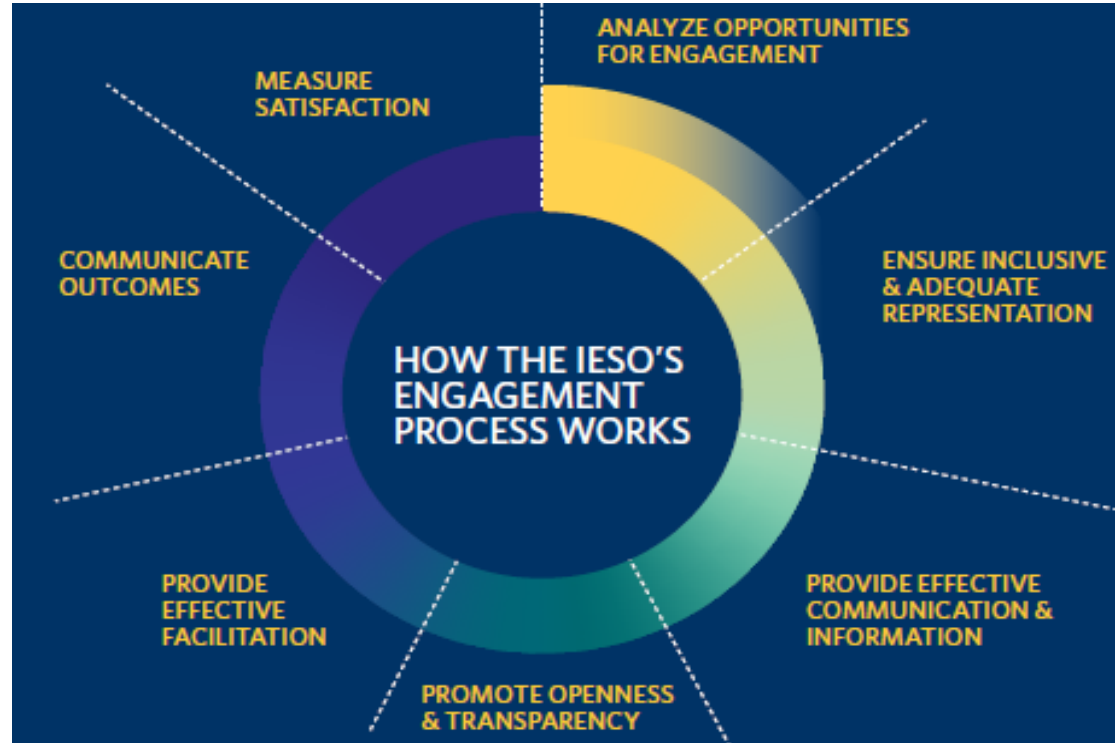 ANALYZE OPPORTUNITIES
FOR ENGAGEMENT
ENSURE INCLUSIVE
& ADEQUATE
REPRESENTATION
PROVIDE EFFECTIVE
COMMUNICATION &
INFORMATION
PROMOTE OPENNESS
& TRANSPARENCY
PROVIDE
EFFECTIVE
FACILITATION
COMMUNICATE
OUTCOMES
MEASURE
SATISFACTION
HOW THE IESO'S
ENGAGEMENT
PROCESS WORKS